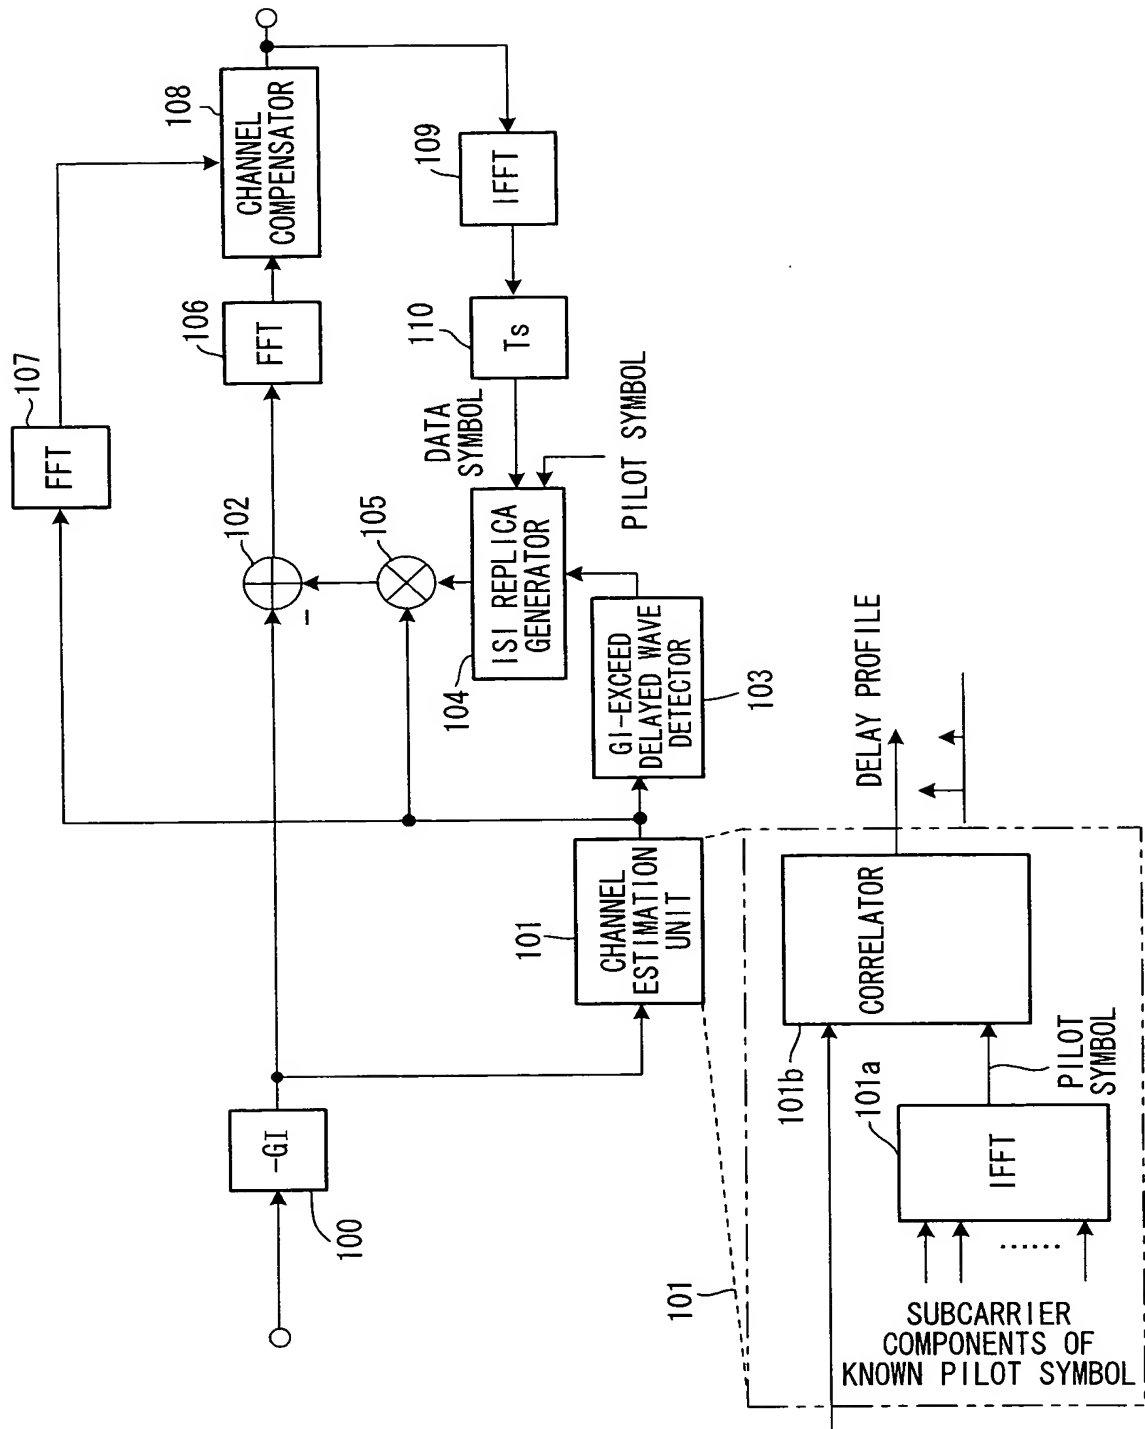 107
FFT
108
CHANNEL
COMPENSATOR
106
FFT
102
−
105
109
IFFT
110
Ts
DATA
SYMBOL
PILOT SYMBOL
ISI REPLICA
GENERATOR
104
GI-EXCEED
DELAYED WAVE
DETECTOR
103
101
CHANNEL
ESTIMATION
UNIT
-GI
100
DELAY PROFILE
CORRELATOR
101b
PILOT
SYMBOL
101a
IFFT
......
101
SUBCARRIER
COMPONENTS OF
KNOWN PILOT SYMBOL